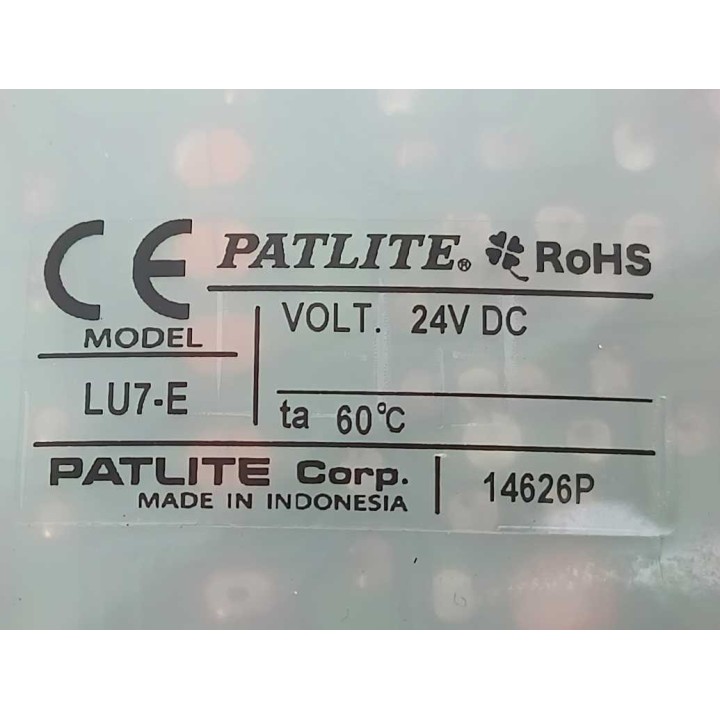 CE PATLITE® RoHS
MODEL
VOLT. 24V DC
LU7-E
ta 60°C
PATLITE Corp.
MADE IN INDONESIA
14626P